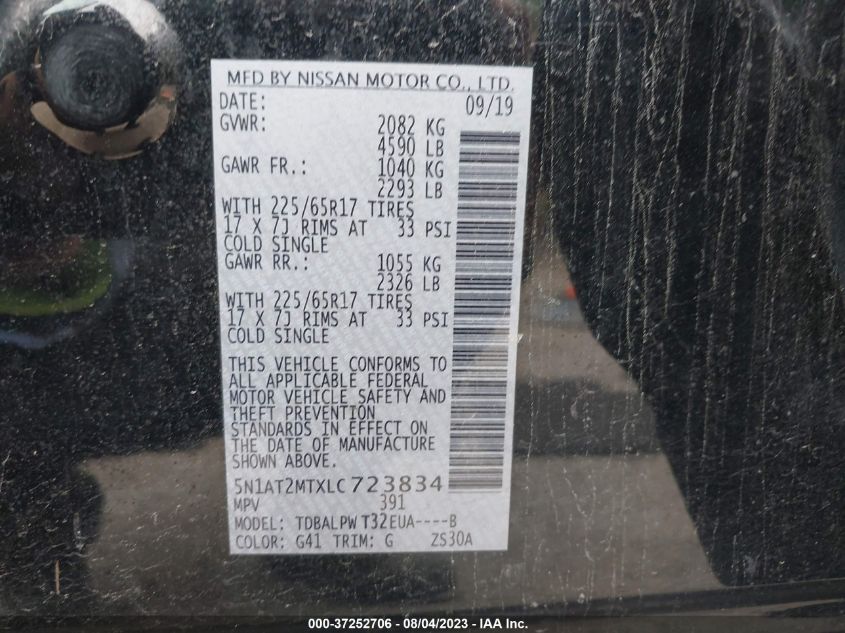 MFD BY NISSAN MOTOR CO., LTD.
DATE: 09/19
GVWR: 2082 KG
4590 LB
GAWR FR.: 1040 KG
2293 LB
WITH 225/65R17 TIRES
17 X 7J RIMS AT 33 PSI
COLD SINGLE
GAWR RR.: 1055 KG
2326 LB
WITH 225/65R17 TIRES
17 X 7J RIMS AT 33 PSI
COLD SINGLE
THIS VEHICLE CONFORMS TO
ALL APPLICABLE FEDERAL
MOTOR VEHICLE SAFETY AND
THEFT PREVENTION
STANDARDS IN EFFECT ON
THE DATE OF MANUFACTURE
SHOWN ABOVE.
5N1AT2MTXLC723834
MPV 391
MODEL: TDBALPW T32EUA----B
COLOR: G41 TRIM: G ZS30A
000-37252706 - 08/04/2023 - IAA Inc.